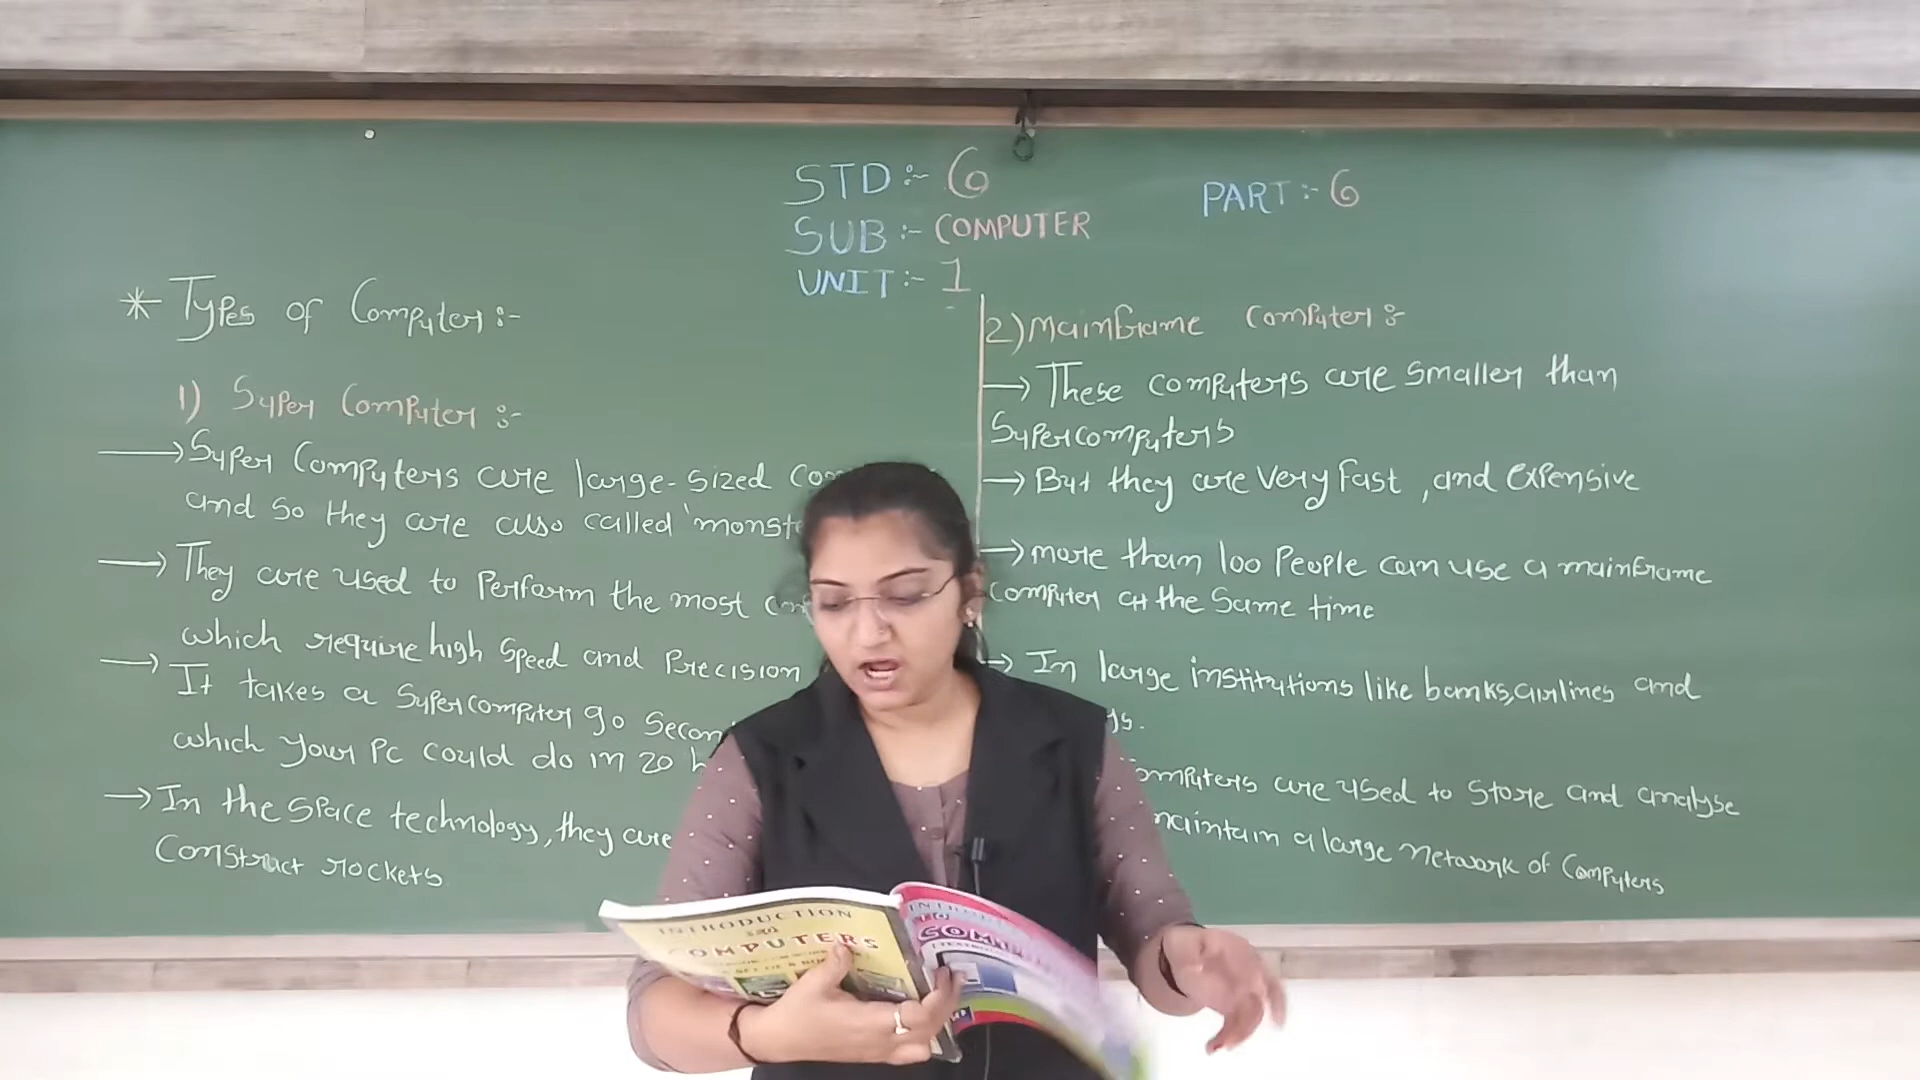 STD :- 6
SUB :- COMPUTER
UNIT :- 1
PART :- 6
* Types of Computer :-
1) Super Computer :-
→ Super Computers are large-sized
and so they are also called
→ They are used to Perform the most
which require high speed and Precision
→ It takes a Supercomputer 90
which your Pc could do in 20
→ In the space technology, they are
Construct rockets
2) Mainframe Computer :-
→ These computers are smaller than
Supercomputers
→ But they are very fast, and expensive
→ more than 100 People can use a mainframe
computer at the same time
→ In large institutions like banks, airlines and
are used to store and analyse
maintain a large network of Computers
INTRODUCTION
TO
COMPUTERS
TO